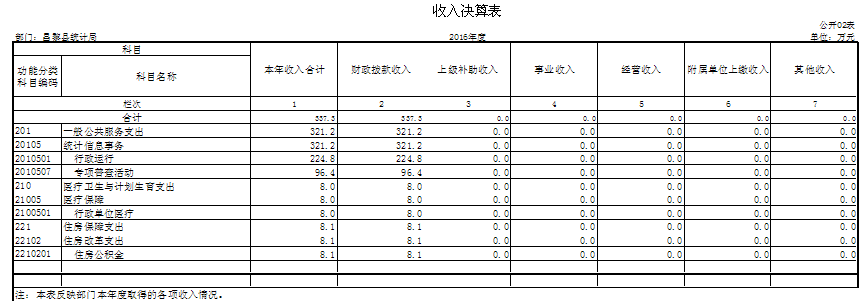 收入决算表
公开02表
部门：昌黎县统计局 2016年度 单位：万元
科目 本年收入合计 财政拨款收入 上级补助收入 事业收入 经营收入 附属单位上缴收入 其他收入
功能分类科目编码 科目名称
栏次 1 2 3 4 5 6 7
合计 337.3 337.3 0.0 0.0 0.0 0.0 0.0
201 一般公共服务支出 321.2 321.2 0.0 0.0 0.0 0.0 0.0
20105 统计信息事务 321.2 321.2 0.0 0.0 0.0 0.0 0.0
2010501 行政运行 224.8 224.8 0.0 0.0 0.0 0.0 0.0
2010507 专项普查活动 96.4 96.4 0.0 0.0 0.0 0.0 0.0
210 医疗卫生与计划生育支出 8.0 8.0 0.0 0.0 0.0 0.0 0.0
21005 医疗保障 8.0 8.0 0.0 0.0 0.0 0.0 0.0
2100501 行政单位医疗 8.0 8.0 0.0 0.0 0.0 0.0 0.0
221 住房保障支出 8.1 8.1 0.0 0.0 0.0 0.0 0.0
22102 住房改革支出 8.1 8.1 0.0 0.0 0.0 0.0 0.0
2210201 住房公积金 8.1 8.1 0.0 0.0 0.0 0.0 0.0
注：本表反映部门本年度取得的各项收入情况。